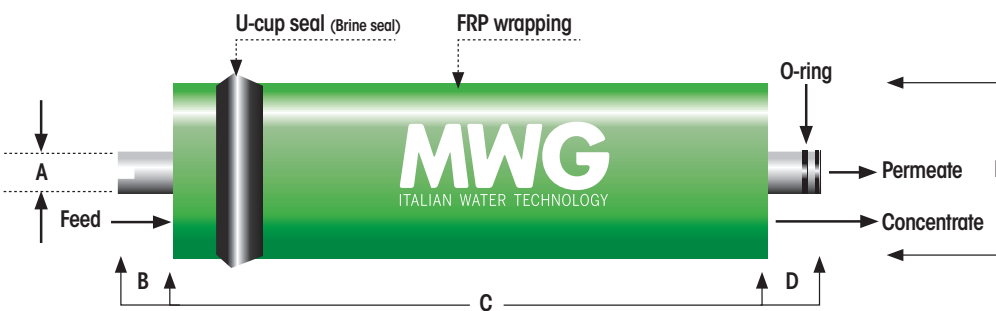 U-cup seal (Brine seal)
FRP wrapping
O-ring
A
MWG
ITALIAN WATER TECHNOLOGY
Permeate
Feed
Concentrate
B
C
D